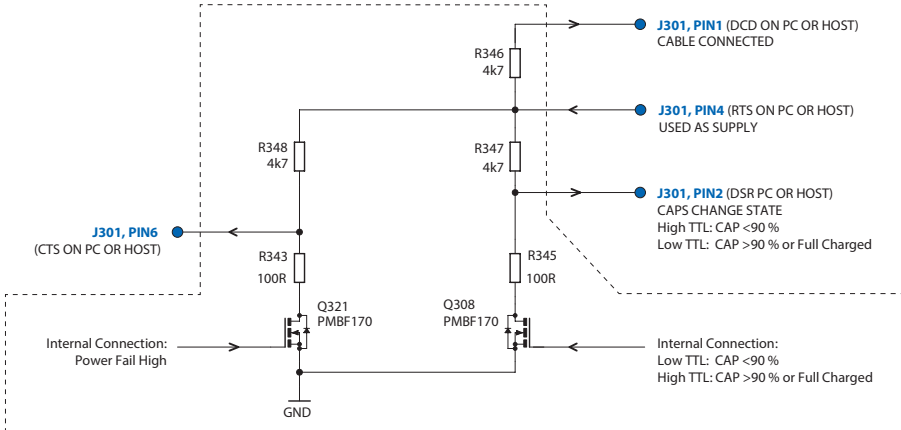 J301, PIN1 (DCD ON PC OR HOST)
CABLE CONNECTED
R346
4k7
J301, PIN4 (RTS ON PC OR HOST)
USED AS SUPPLY
R348
4k7
R347
4k7
J301, PIN2 (DSR PC OR HOST)
CAPS CHANGE STATE
High TTL: CAP <90 %
Low TTL: CAP >90 % or Full Charged
J301, PIN6
(CTS ON PC OR HOST)
R343
100R
R345
100R
Q321
PMBF170
Q308
PMBF170
Internal Connection:
Power Fail High
Internal Connection:
Low TTL: CAP <90 %
High TTL: CAP >90 % or Full Charged
GND